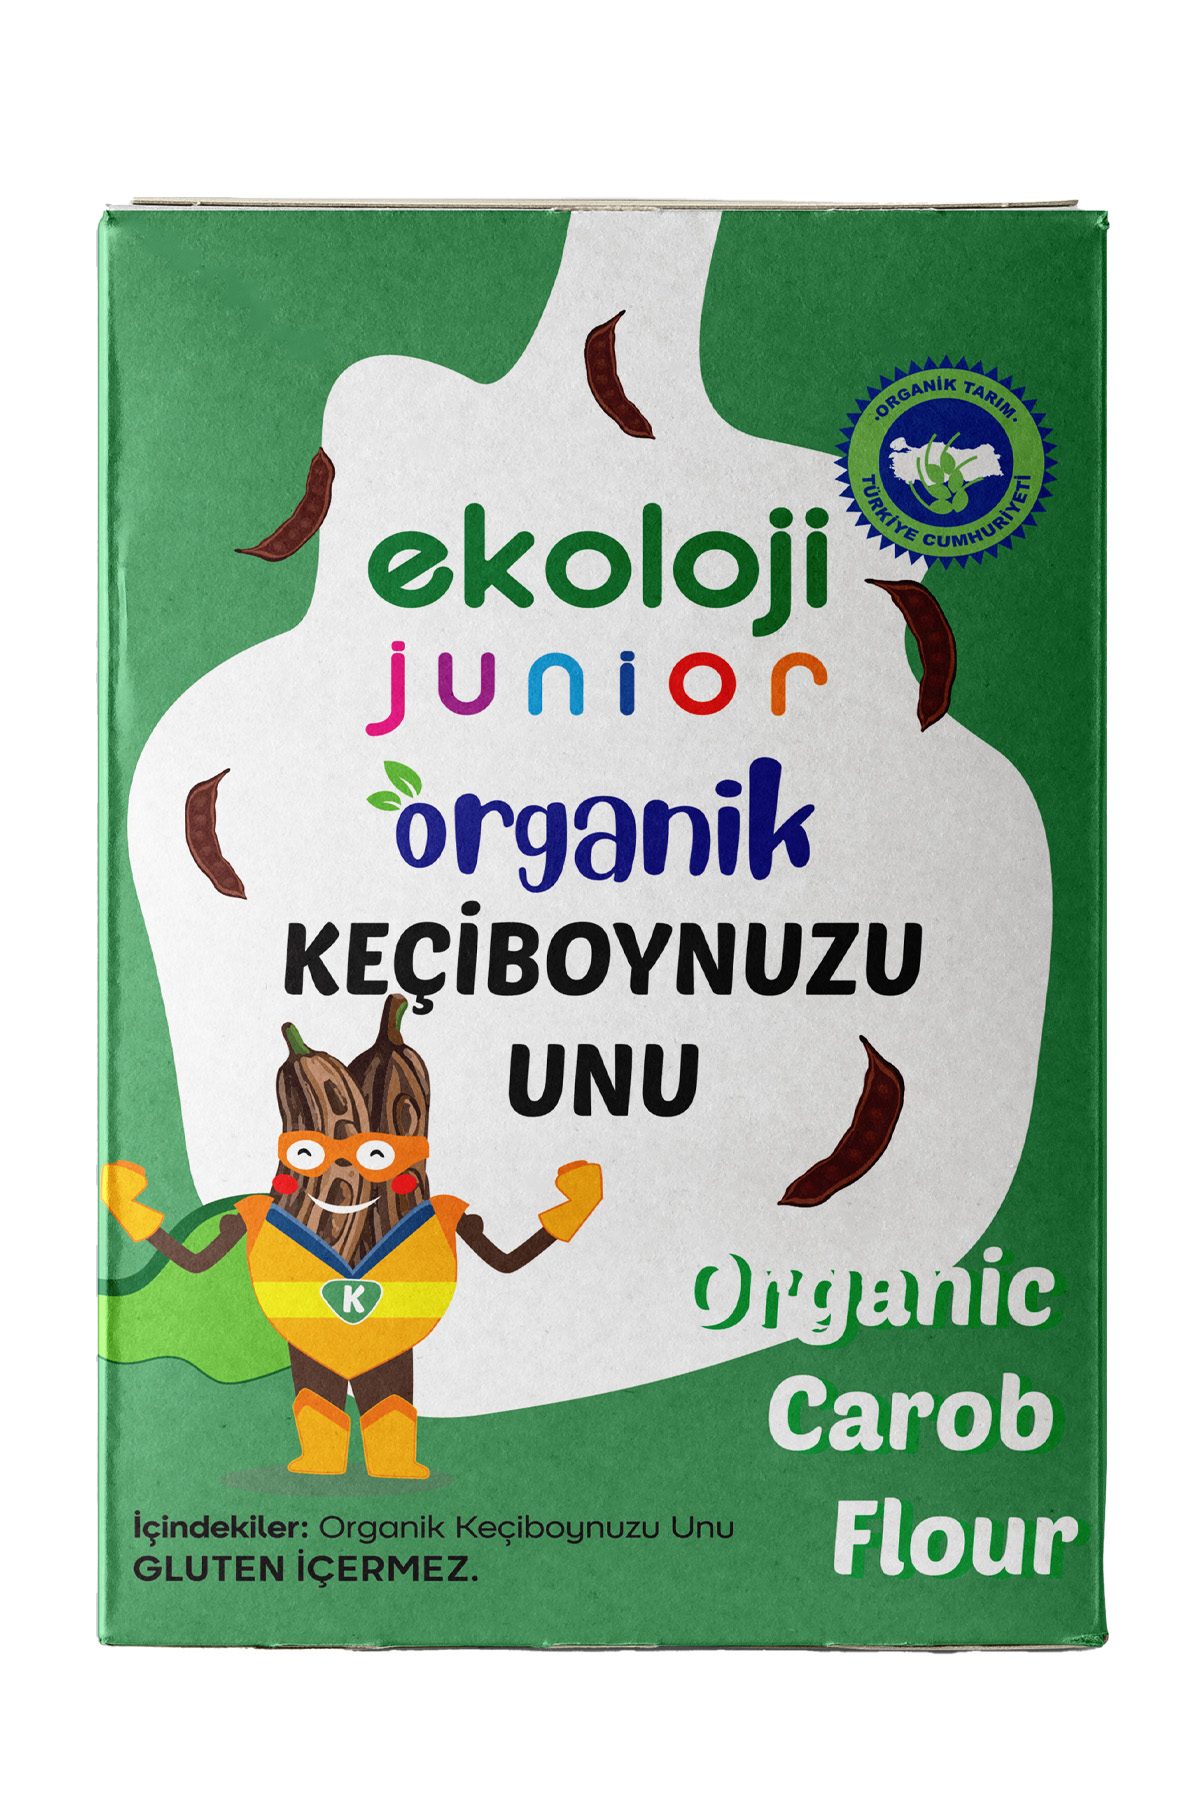 ekoloji
junior
organik
KEÇİBOYNUZU
UNU
·ORGANİK TARIM·
TÜRKİYE CUMHURİYETİ
K
Organic
Carob
Flour
İçindekiler: Organik Keçiboynuzu Unu
GLUTEN İÇERMEZ.